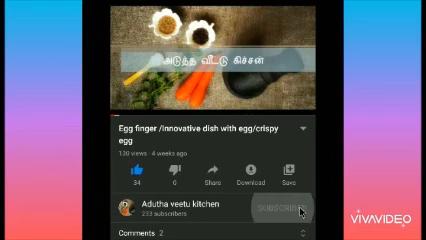 அடுத்த வீட்டு கிச்சன்
Egg finger /Innovative dish with egg/crispy
egg
130 views · 4 weeks ago
34
0
Share
Download
Save
Adutha veetu kitchen
233 subscribers
SUBSCRIBED
Comments 2
VIVAVIDEO